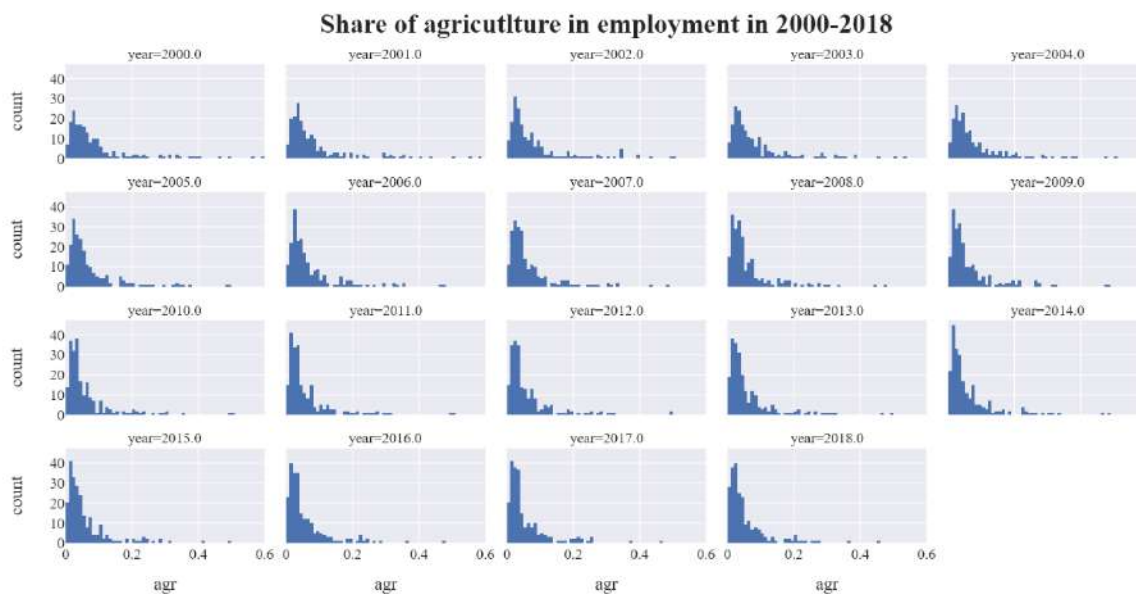 Share of agricutlture in employment in 2000-2018
year=2000.0 year=2001.0 year=2002.0 year=2003.0 year=2004.0
count
40
30
20
10
0
year=2005.0 year=2006.0 year=2007.0 year=2008.0 year=2009.0
count
40
30
20
10
0
year=2010.0 year=2011.0 year=2012.0 year=2013.0 year=2014.0
count
40
30
20
10
0
year=2015.0 year=2016.0 year=2017.0 year=2018.0
count
40
30
20
10
0
0 0.2 0.4 0.6 0 0.2 0.4 0.6 0 0.2 0.4 0.6 0 0.2 0.4 0.6
agr agr agr agr